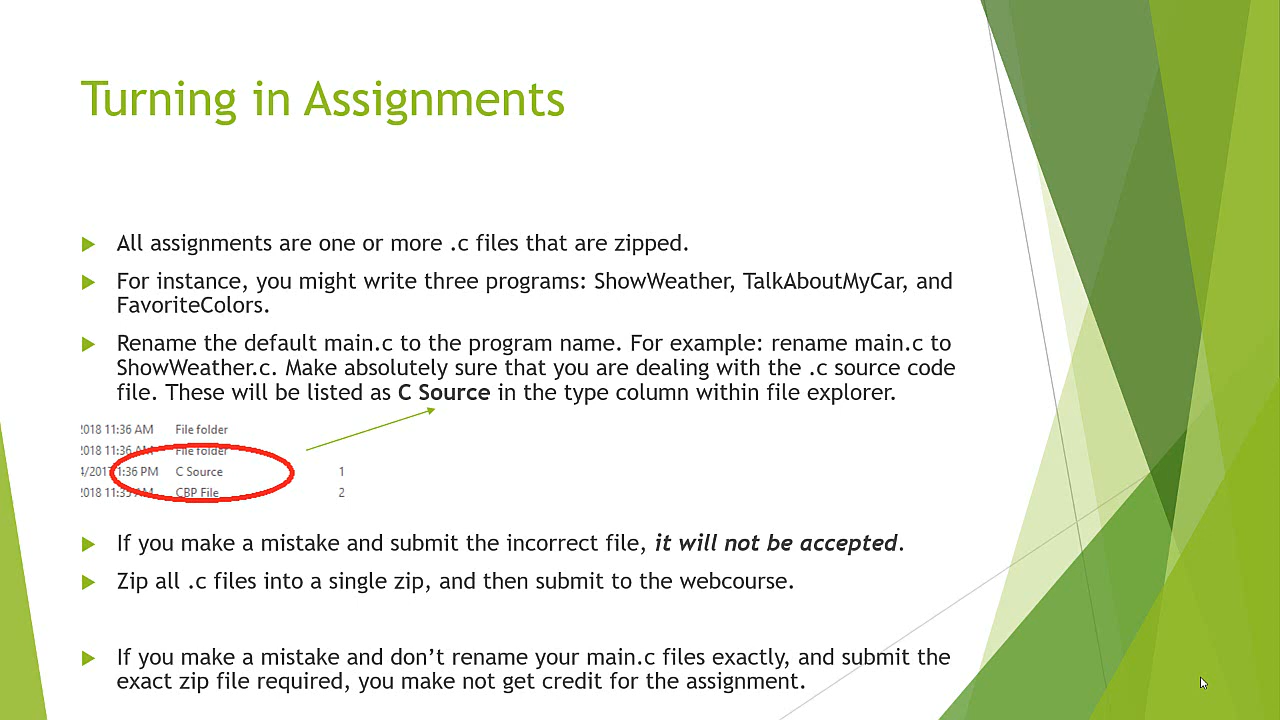 Turning in Assignments
All assignments are one or more .c files that are zipped.
For instance, you might write three programs: ShowWeather, TalkAboutMyCar, and
FavoriteColors.
Rename the default main.c to the program name. For example: rename main.c to
ShowWeather.c. Make absolutely sure that you are dealing with the .c source code
file. These will be listed as C Source in the type column within file explorer.
2018 11:36 AM File folder
2018 11:36 AM File folder
4/2017 1:36 PM C Source 1
2018 11:35 AM CBP File 2
If you make a mistake and submit the incorrect file, it will not be accepted.
Zip all .c files into a single zip, and then submit to the webcourse.
If you make a mistake and don’t rename your main.c files exactly, and submit the
exact zip file required, you make not get credit for the assignment.